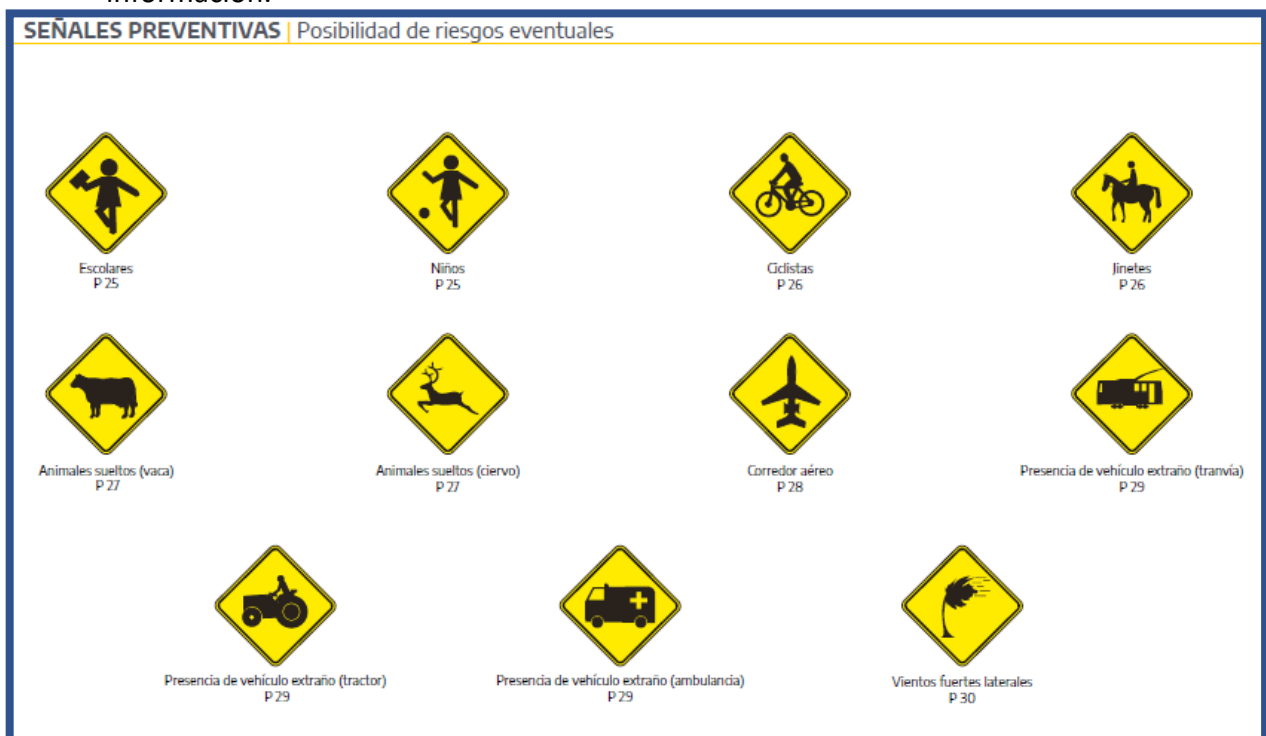 información.
SEÑALES PREVENTIVAS | Posibilidad de riesgos eventuales
Escolares
P 25
Niños
P 25
Ciclistas
P 26
Jinetes
P 26
Animales sueltos (vaca)
P 27
Animales sueltos (ciervo)
P 27
Corredor aéreo
P 28
Presencia de vehículo extraño (tranvía)
P 29
Presencia de vehículo extraño (tractor)
P 29
Presencia de vehículo extraño (ambulancia)
P 29
Vientos fuertes laterales
P 30